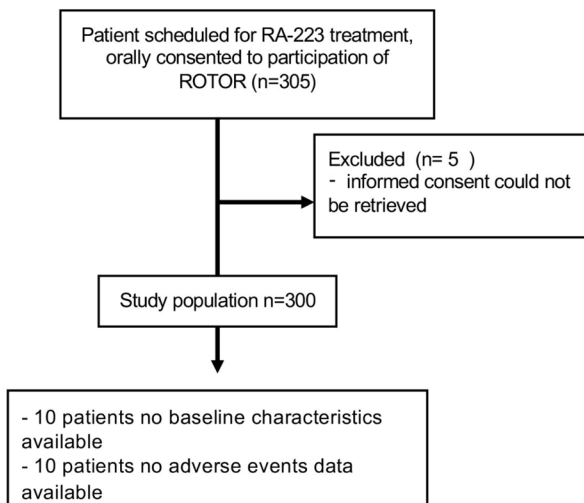 Patient scheduled for RA-223 treatment,
orally consented to participation of
ROTOR (n=305)
Excluded (n= 5 )
- informed consent could not
be retrieved
Study population n=300
- 10 patients no baseline characteristics
available
- 10 patients no adverse events data
available